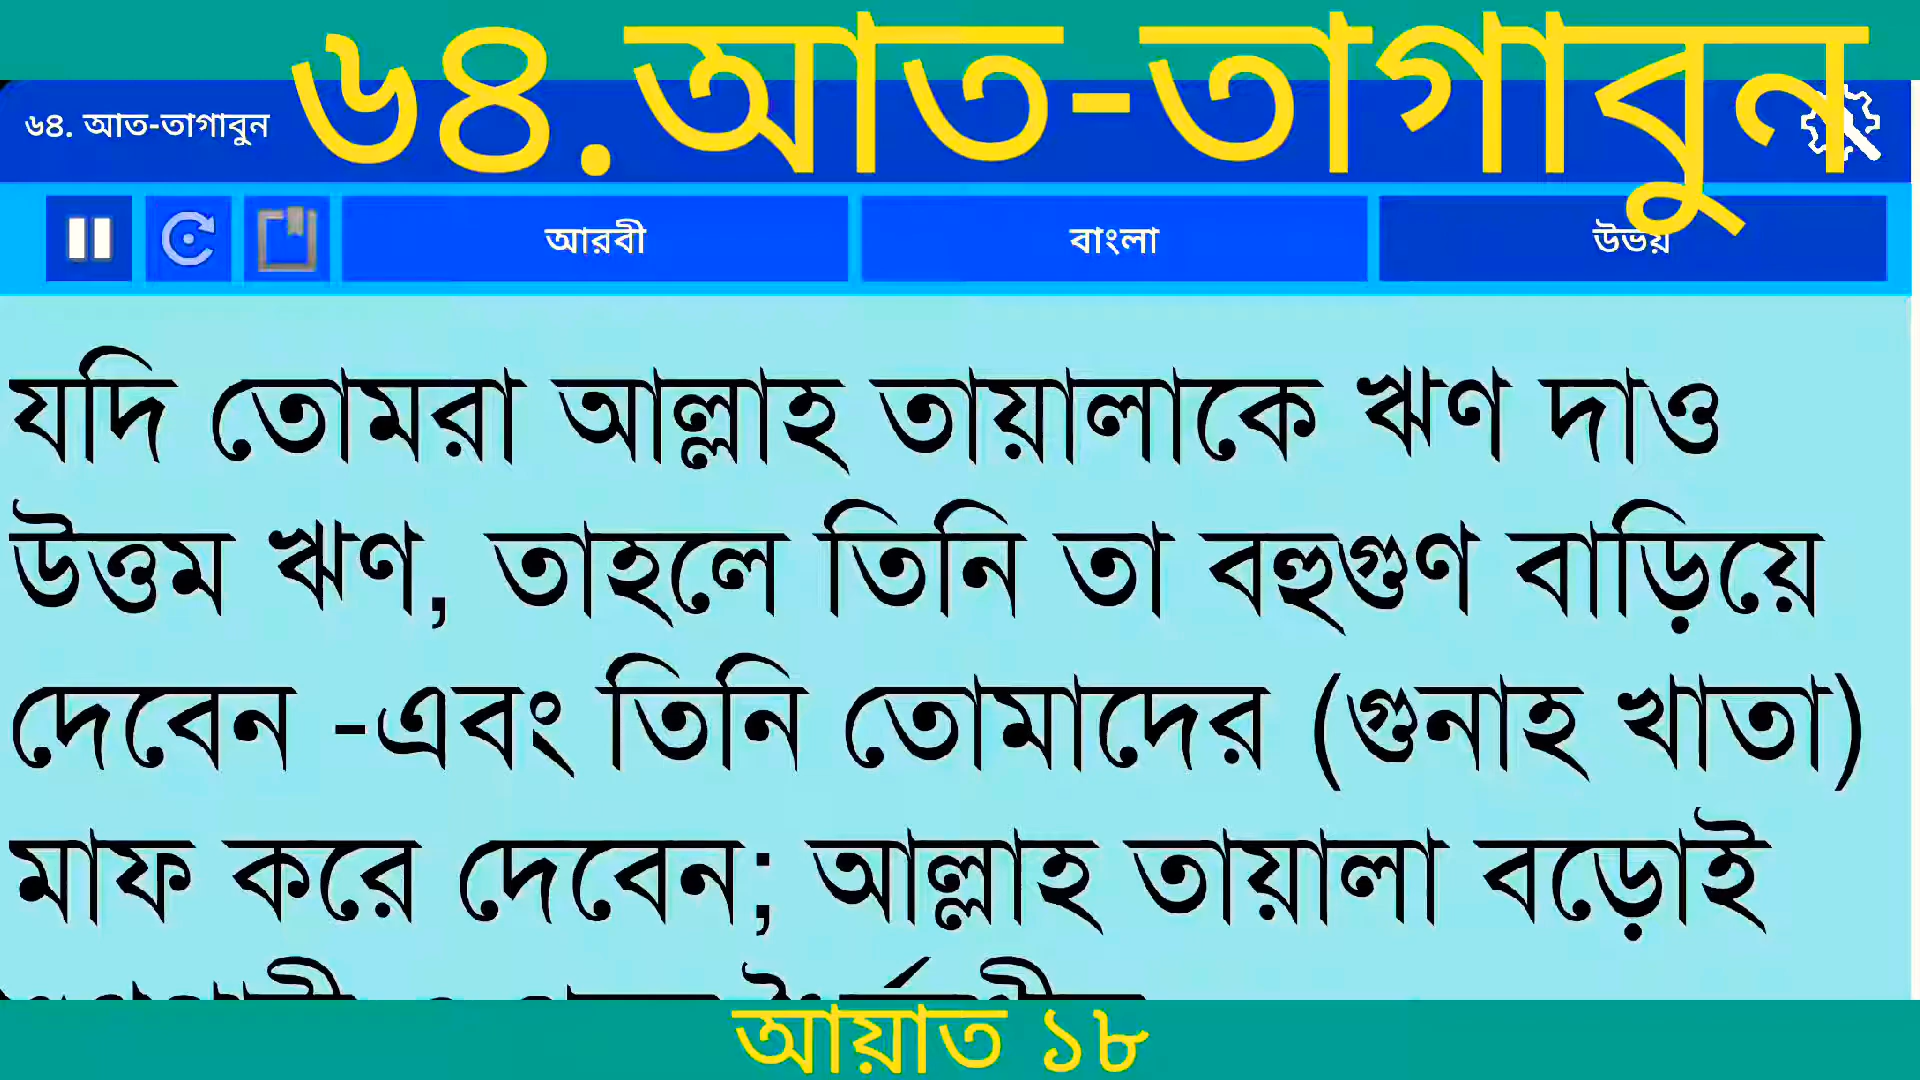 ৬৪.আত-তাগাবুন
৬৪. আত-তাগাবুন
আরবী
বাংলা
উভয়
যদি তোমরা আল্লাহ তায়ালাকে ঋণ দাও
উত্তম ঋণ, তাহলে তিনি তা বহুগুণ বাড়িয়ে
দেবেন -এবং তিনি তোমাদের (গুনাহ খাতা)
মাফ করে দেবেন; আল্লাহ তায়ালা বড়োই
আয়াত ১৮